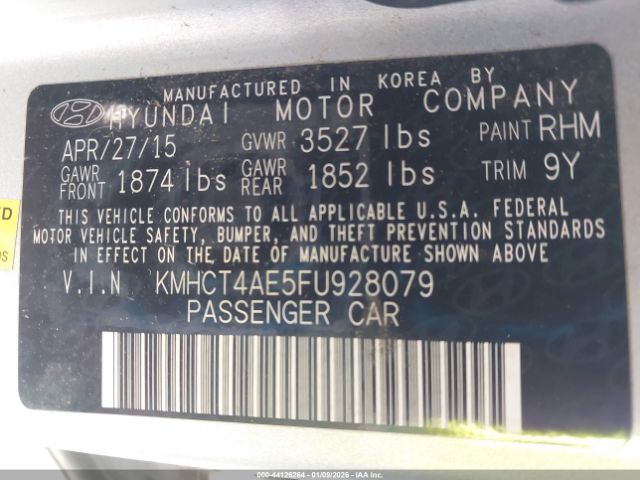 MANUFACTURED IN KOREA BY
HYUNDAI MOTOR COMPANY
APR/27/15 GVWR 3527 lbs PAINT RHM
GAWR FRONT 1874 lbs GAWR REAR 1852 lbs TRIM 9Y
THIS VEHICLE CONFORMS TO ALL APPLICABLE U.S.A. FEDERAL
MOTOR VEHICLE SAFETY, BUMPER, AND THEFT PREVENTION STANDARDS
IN EFFECT ON THE DATE OF MANUFACTURE SHOWN ABOVE
V.I.N KMHCT4AE5FU928079
PASSENGER CAR
000-44126264 | 01/09/2026 | IAA Inc.